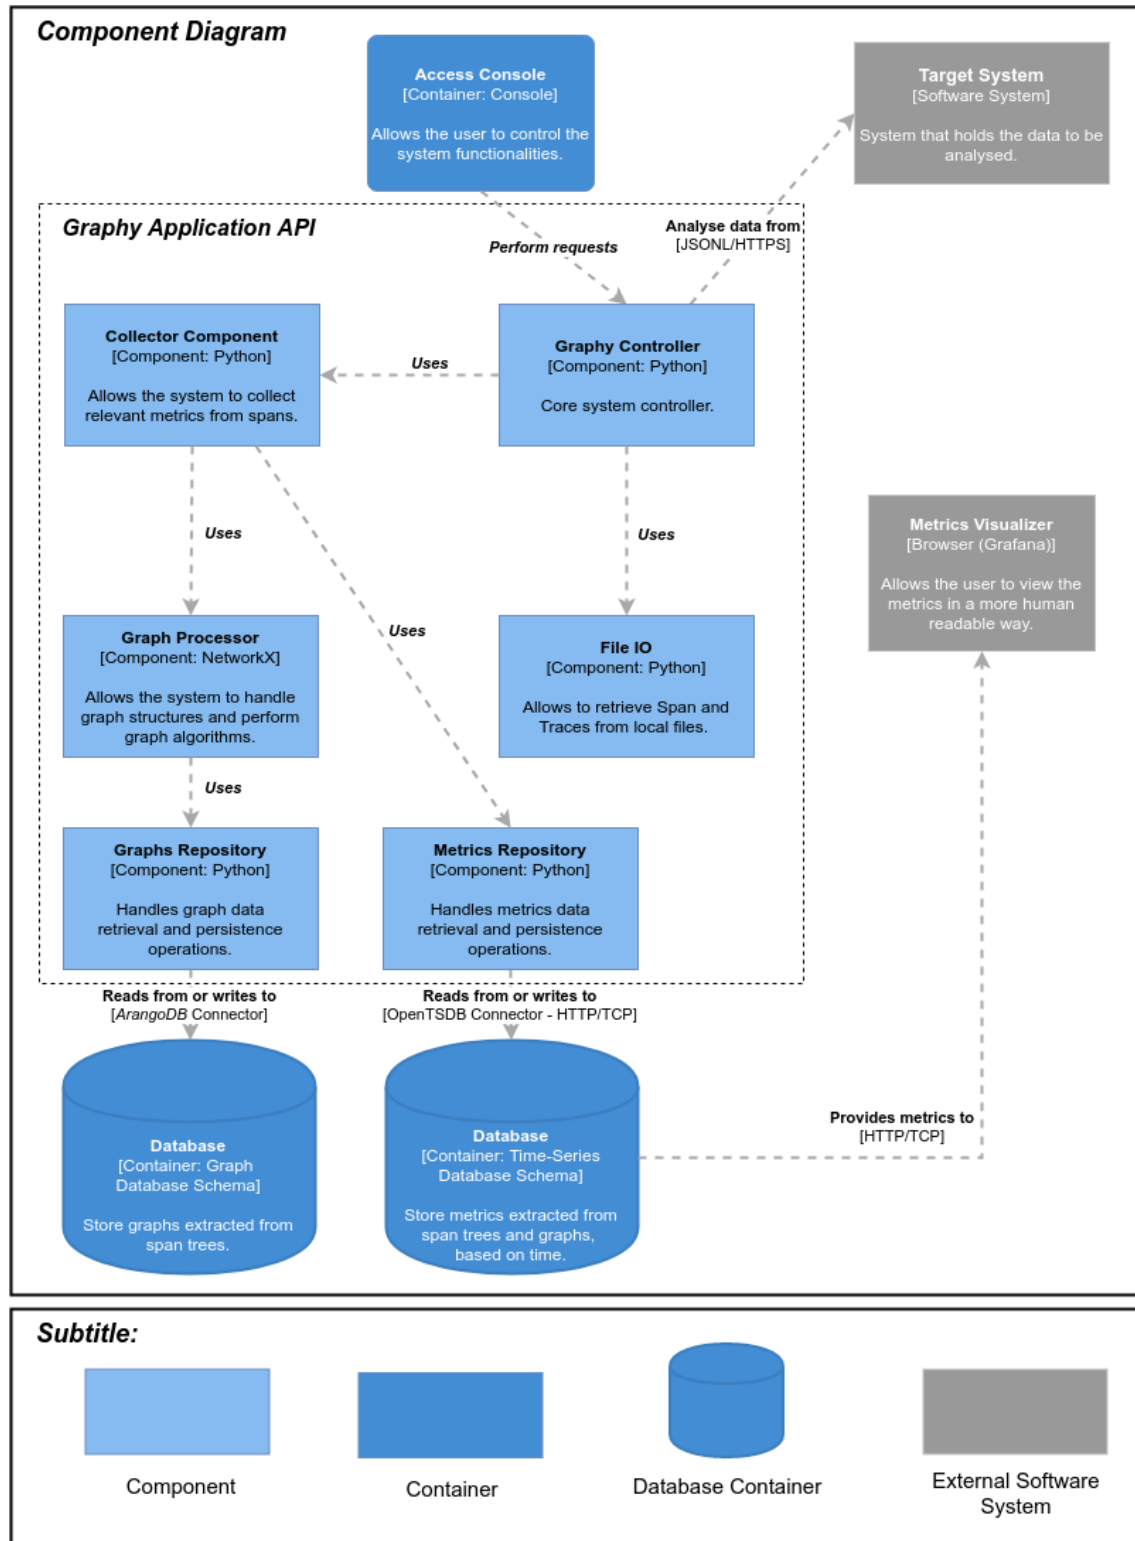 Component Diagram
Access Console
[Container: Console]
Allows the user to control the
system functionalities.
Target System
[Software System]
System that holds the data to be
analysed.
Graphy Application API
Perform requests
Analyse data from
[JSONL/HTTPS]
Collector Component
[Component: Python]
Allows the system to collect
relevant metrics from spans.
Uses
Graphy Controller
[Component: Python]
Core system controller.
Uses
Uses
Metrics Visualizer
[Browser (Grafana)]
Allows the user to view the
metrics in a more human
readable way.
Graph Processor
[Component: NetworkX]
Allows the system to handle
graph structures and perform
graph algorithms.
Uses
File IO
[Component: Python]
Allows to retrieve Span and
Traces from local files.
Uses
Graphs Repository
[Component: Python]
Handles graph data
retrieval and persistence
operations.
Metrics Repository
[Component: Python]
Handles metrics data
retrieval and persistence
operations.
Reads from or writes to
[ArangoDB Connector]
Reads from or writes to
[OpenTSDB Connector - HTTP/TCP]
Database
[Container: Graph
Database Schema]
Store graphs extracted from
span trees.
Database
[Container: Time-Series
Database Schema]
Store metrics extracted from
span trees and graphs,
based on time.
Provides metrics to
[HTTP/TCP]
Subtitle:
Component
Container
Database Container
External Software
System